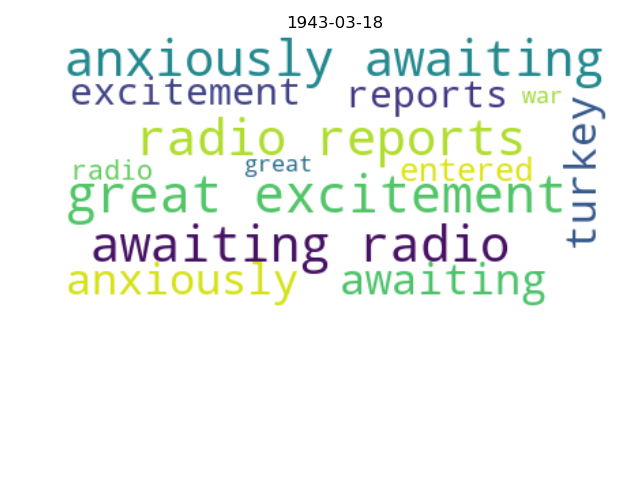 1943-03-18
anxiously awaiting
excitement reports war
radio reports
turkey
radio great entered
great excitement
awaiting radio
anxiously awaiting